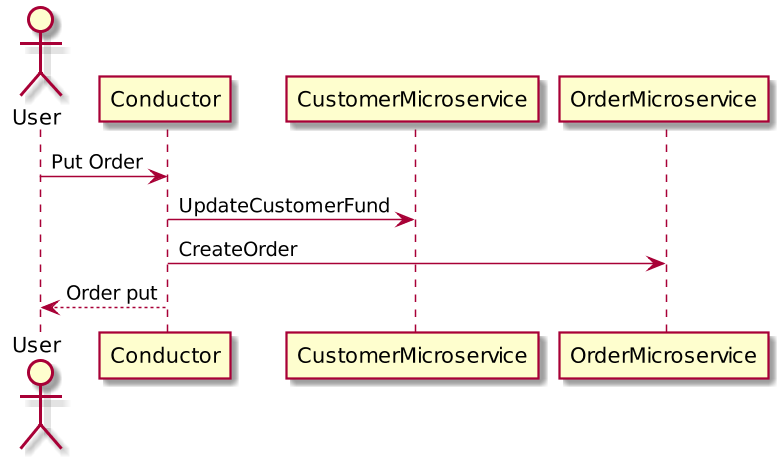 User
Conductor
CustomerMicroservice
OrderMicroservice
Put Order
UpdateCustomerFund
CreateOrder
Order put
User
Conductor
CustomerMicroservice
OrderMicroservice